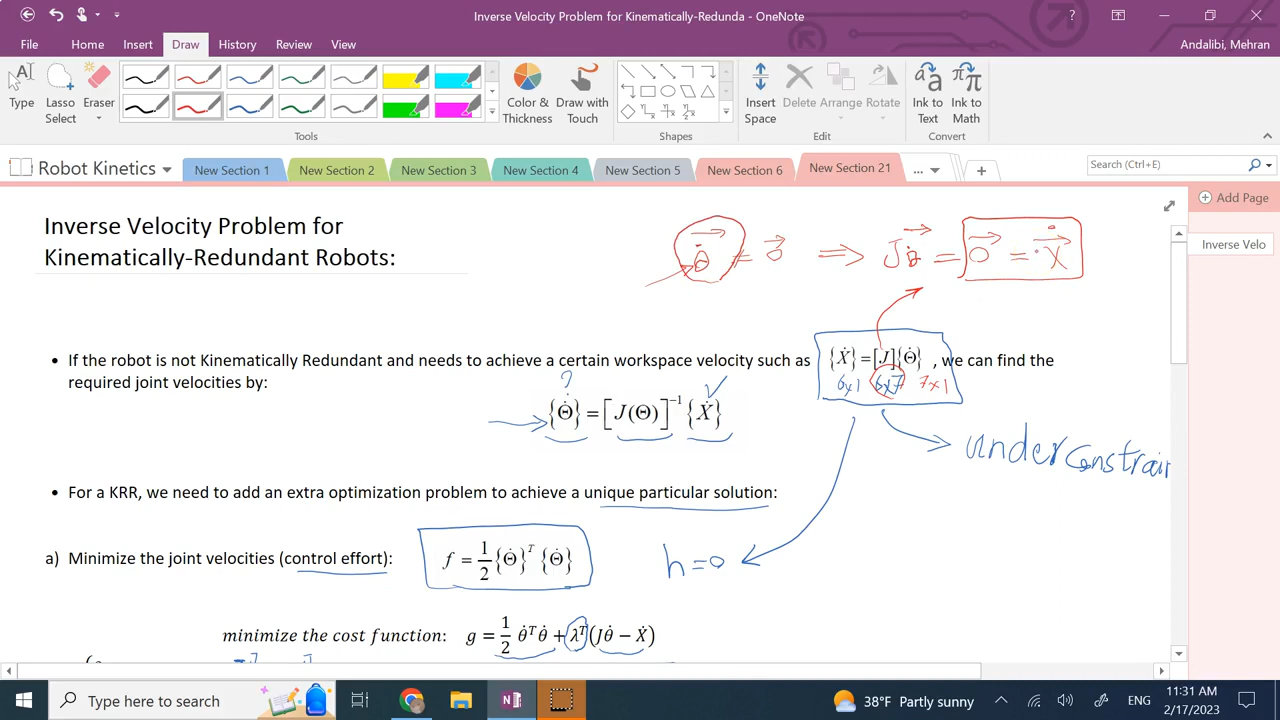 Inverse Velocity Problem for Kinematically-Redunda - OneNote
File Home Insert Draw History Review View
Andalibi, Mehran
Type
Lasso Select
Eraser
Color & Thickness
Draw with Touch
Insert Space
Delete
Arrange
Rotate
Ink to Text
Ink to Math
Tools
Shapes
Edit
Convert
Robot Kinetics
New Section 1
New Section 2
New Section 3
New Section 4
New Section 5
New Section 6
New Section 21
...
Search (Ctrl+E)
Add Page
Inverse Velo
Inverse Velocity Problem for
Kinematically-Redundant Robots:
θ̇ = 0 ⟹ Jθ̇ = 0 = Ẋ
• If the robot is not Kinematically Redundant and needs to achieve a certain workspace velocity such as {Ẋ}=[J]{Θ̇} , we can find the
6x1 6x7 7x1
required joint velocities by:
?
{Θ̇} = [J(Θ)]⁻¹ {Ẋ}
underconstrain
• For a KRR, we need to add an extra optimization problem to achieve a unique particular solution:
a) Minimize the joint velocities (control effort): f = 1/2 {Θ̇}ᵀ {Θ̇}
h=0
minimize the cost function: g = 1/2 θ̇ᵀθ̇ + λᵀ(Jθ̇ − Ẋ)
Type here to search
38°F Partly sunny
ENG
11:31 AM
2/17/2023